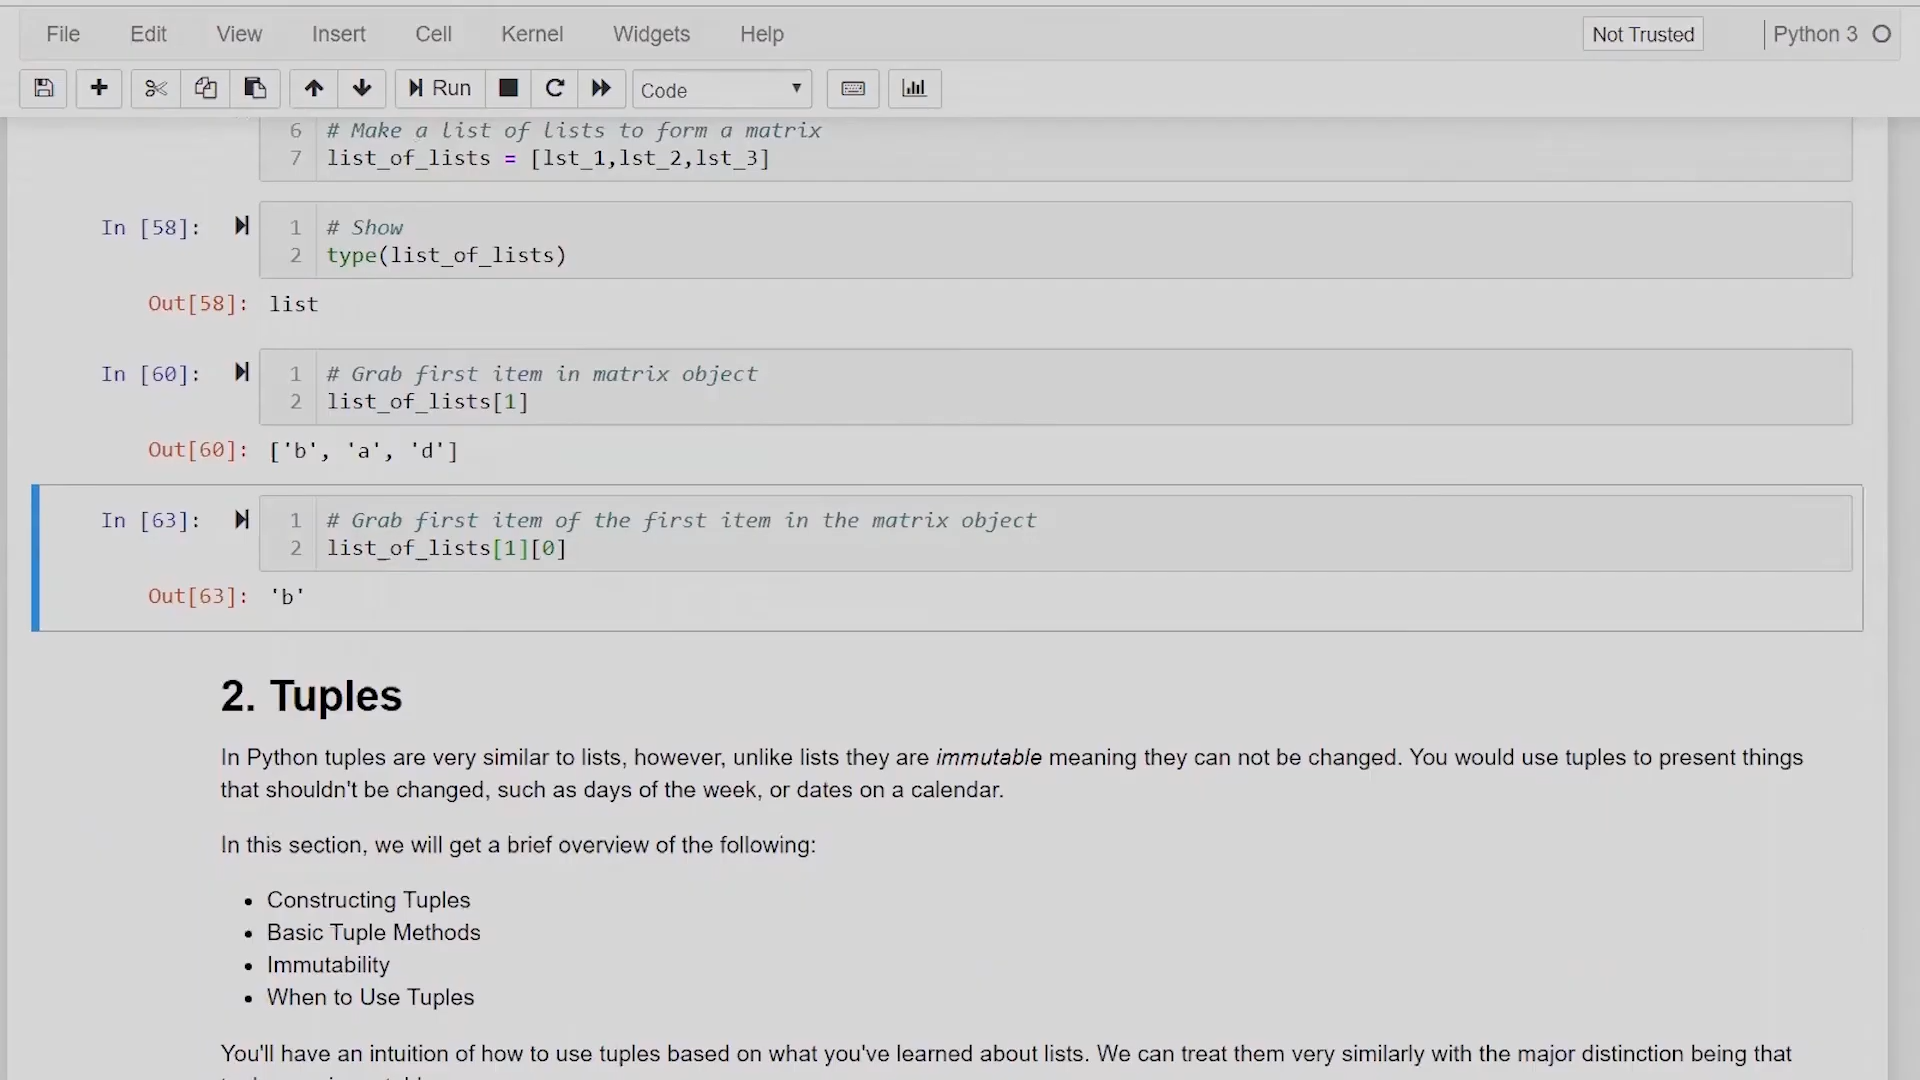 File Edit View Insert Cell Kernel Widgets Help Not Trusted Python 3
Run Code
6 # Make a list of lists to form a matrix
7 list_of_lists = [lst_1,lst_2,lst_3]
In [58]: 1 # Show
2 type(list_of_lists)
Out[58]: list
In [60]: 1 # Grab first item in matrix object
2 list_of_lists[1]
Out[60]: ['b', 'a', 'd']
In [63]: 1 # Grab first item of the first item in the matrix object
2 list_of_lists[1][0]
Out[63]: 'b'
2. Tuples
In Python tuples are very similar to lists, however, unlike lists they are immutable meaning they can not be changed. You would use tuples to present things
that shouldn't be changed, such as days of the week, or dates on a calendar.
In this section, we will get a brief overview of the following:
• Constructing Tuples
• Basic Tuple Methods
• Immutability
• When to Use Tuples
You'll have an intuition of how to use tuples based on what you've learned about lists. We can treat them very similarly with the major distinction being that